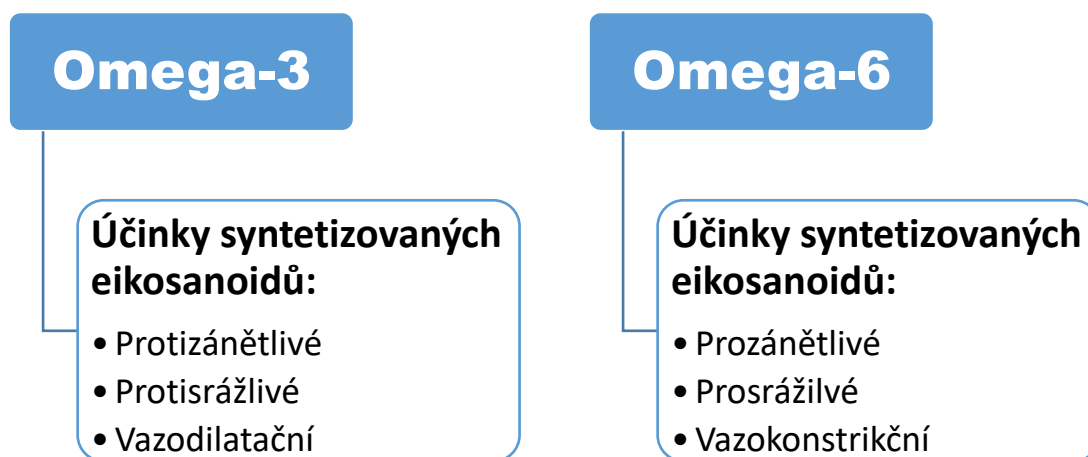 Omega-3
Účinky syntetizovaných
eikosanoidů:
• Protizánětlivé
• Protisrážlivé
• Vazodilatační
Omega-6
Účinky syntetizovaných
eikosanoidů:
• Prozánětlivé
• Prosrážilvé
• Vazokonstrikční